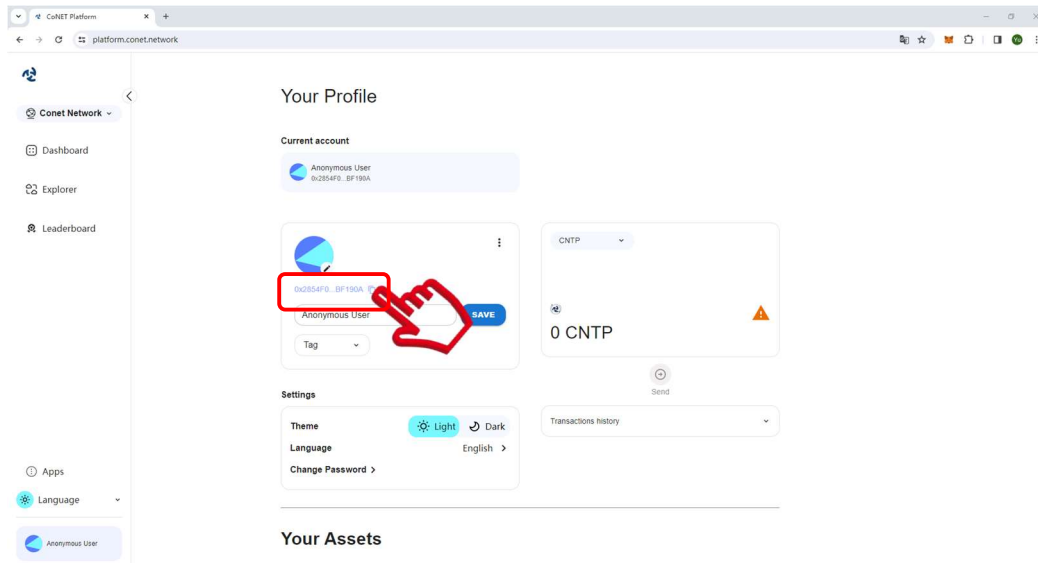 CoNET Platform
platform.conet.network
Yo
Conet Network
Dashboard
Explorer
Leaderboard
Apps
Language
Anonymous User
Your Profile
Current account
Anonymous User
0x2854F0...BF190A
0x2854F0...BF190A
Anonymous User
SAVE
Tag
CNTP
0 CNTP
Send
Transactions history
Settings
Theme
Light
Dark
Language
English
Change Password
Your Assets